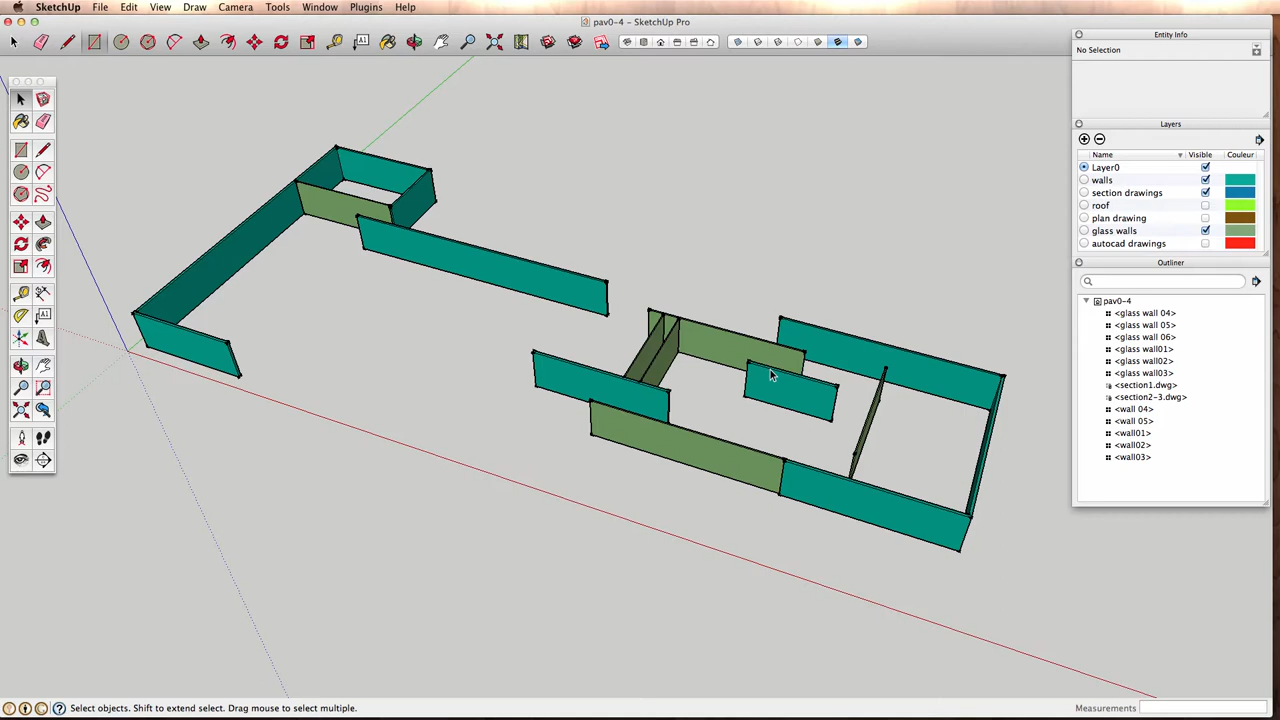 SketchUp File Edit View Draw Camera Tools Window Plugins Help
pav0-4 – SketchUp Pro
Entity Info
No Selection
Layers
Name Visible Couleur
Layer0
walls
section drawings
roof
plan drawing
glass walls
autocad drawings
Outliner
pav0-4
<glass wall 04>
<glass wall 05>
<glass wall 06>
<glass wall01>
<glass wall02>
<glass wall03>
<section1.dwg>
<section2-3.dwg>
<wall 04>
<wall 05>
<wall01>
<wall02>
<wall03>
Select objects. Shift to extend select. Drag mouse to select multiple.
Measurements